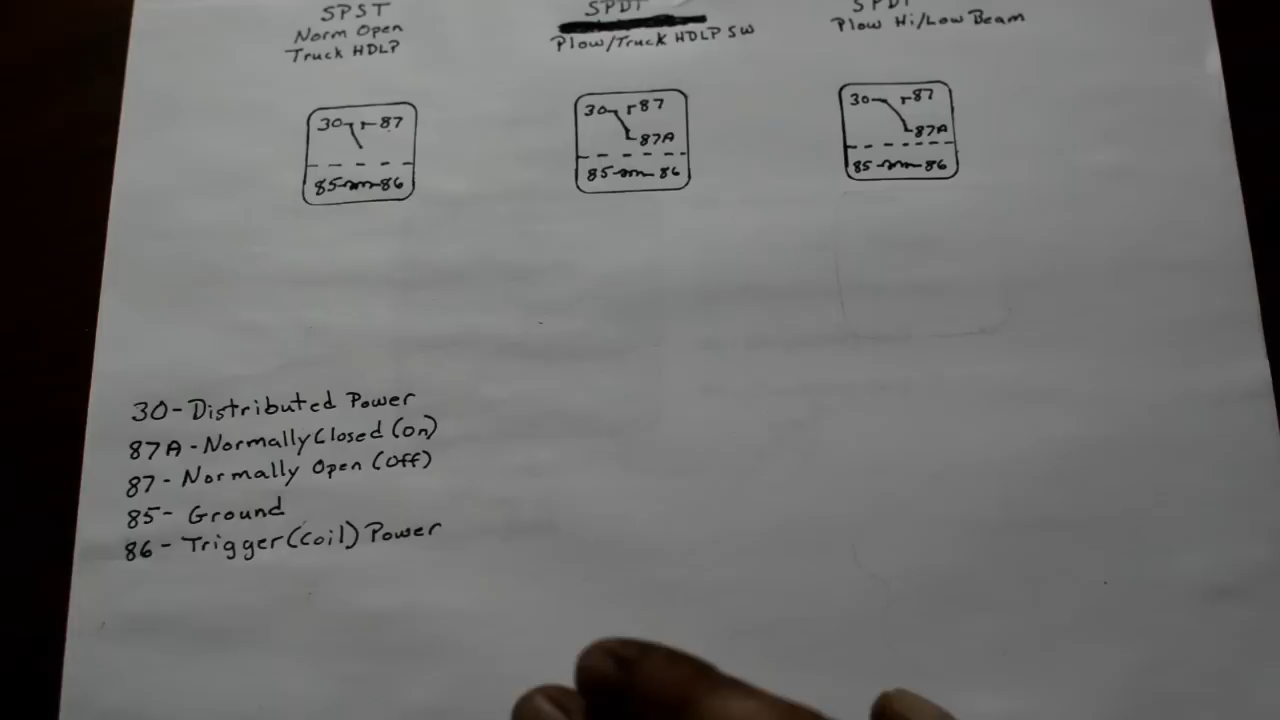 SPST
Norm Open
Truck HDLP
SPDT
Plow/Truck HDLP SW
SPDT
Plow Hi/Low Beam
30 87
85 86
30 87
87A
85 86
30 87
87A
85 86
30-Distributed Power
87A-Normally Closed (on)
87- Normally Open (off)
85- Ground
86- Trigger (coil) Power